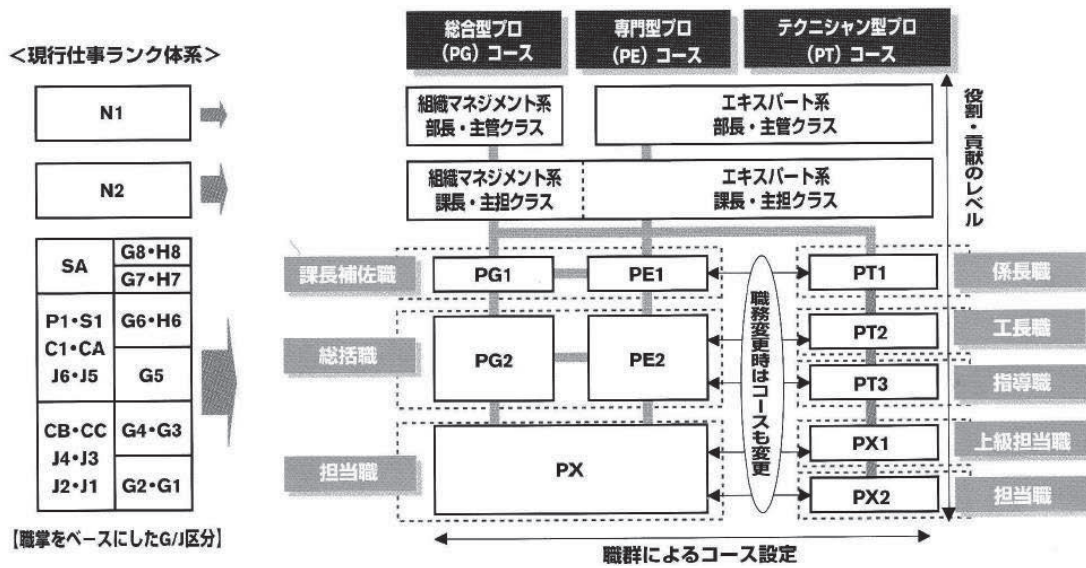 <現行仕事ランク体系>
N1
N2
SA
G8・H8
G7・H7
P1・S1
C1・CA
J6・J5
G6・H6
G5
CB・CC
J4・J3
J2・J1
G4・G3
G2・G1
【職掌をベースにしたG/J区分】
総合型プロ
(PG)コース
専門型プロ
(PE)コース
テクニシャン型プロ
(PT)コース
組織マネジメント系
部長・主管クラス
エキスパート系
部長・主管クラス
組織マネジメント系
課長・主担クラス
エキスパート系
課長・主担クラス
課長補佐職
PG1
PE1
PT1
係長職
総括職
PG2
PE2
PT2
工長職
PT3
指導職
担当職
PX
PX1
上級担当職
PX2
担当職
職務変更時はコースも変更
役割・貢献のレベル
職群によるコース設定